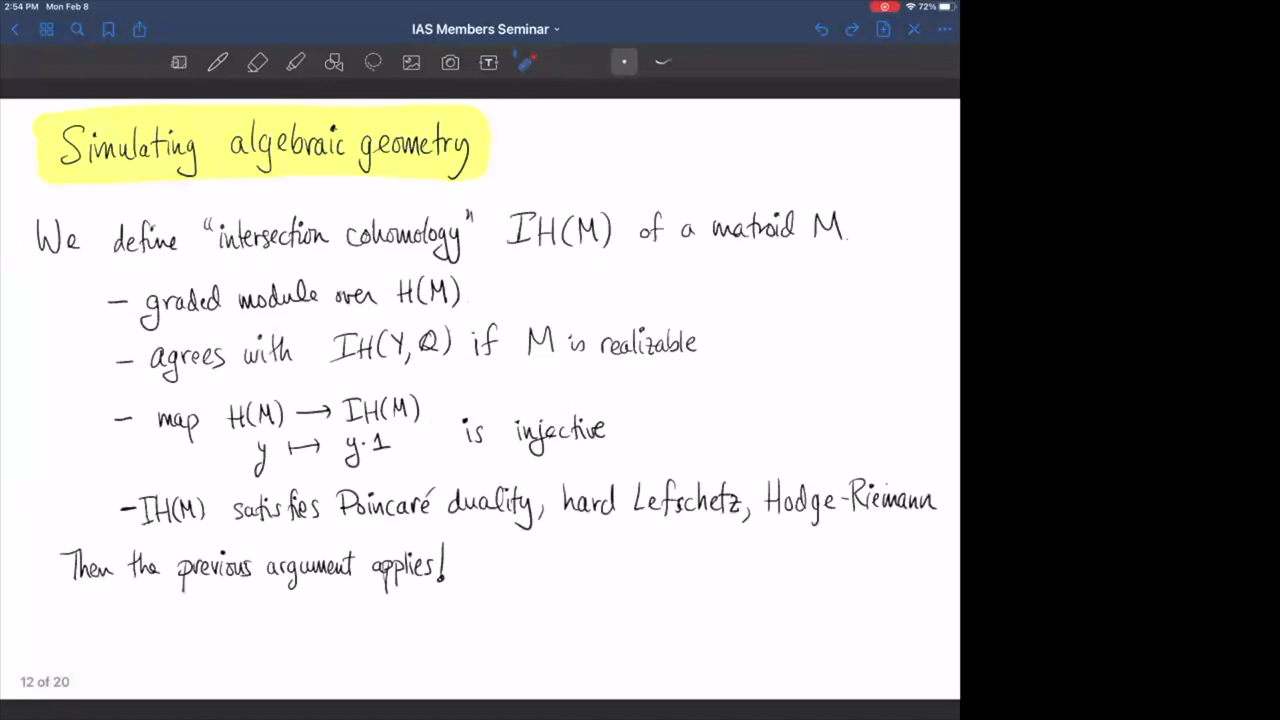 2:54 PM Mon Feb 8
72%
IAS Members Seminar
Simulating algebraic geometry
We define "intersection cohomology" IH(M) of a matroid M.
- graded module over H(M)
- agrees with IH(Y, Q) if M is realizable
- map H(M) → IH(M) is injective
y ↦ y·1
- IH(M) satisfies Poincaré duality, hard Lefschetz, Hodge-Riemann
Then the previous argument applies!
12 of 20